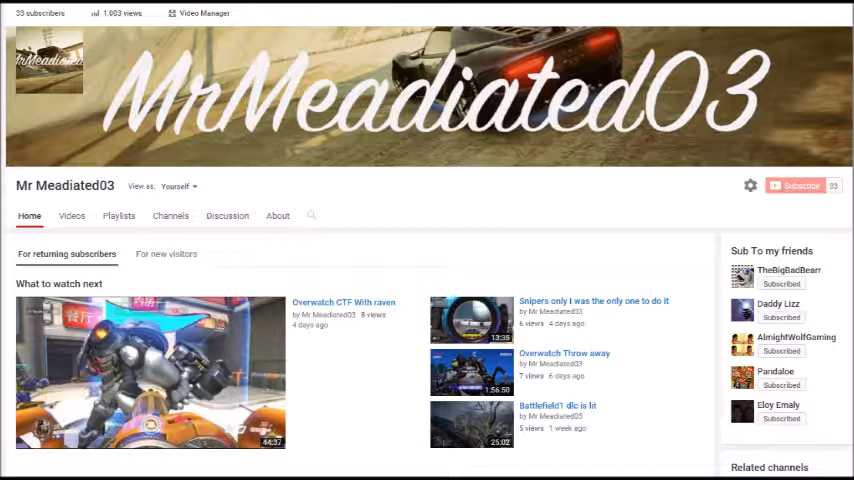 33 subscribers 1,003 views Video Manager
MrMeadiated
MrMeadiated03
Mr Meadiated03 View as: Yourself Subscribe 33
Home Videos Playlists Channels Discussion About
For returning subscribers For new visitors
What to watch next
餐厅
购房
44:37
Overwatch CTF With raven
by Mr Meadiated03 8 views
4 days ago
13:35
Snipers only I was the only one to do it
by Mr Meadiated03
6 views 4 days ago
1:56:50
Overwatch Throw away
by Mr Meadiated03
7 views 6 days ago
25:02
Battlefield1 dlc is lit
by Mr Meadiated03
5 views 1 week ago
Sub To my friends
TheBigBadBearr
Subscribed
Daddy Lizz
Subscribed
AlmightWolfGaming
Subscribed
Pandaloe
Subscribed
Eloy Emaly
Subscribed
Related channels